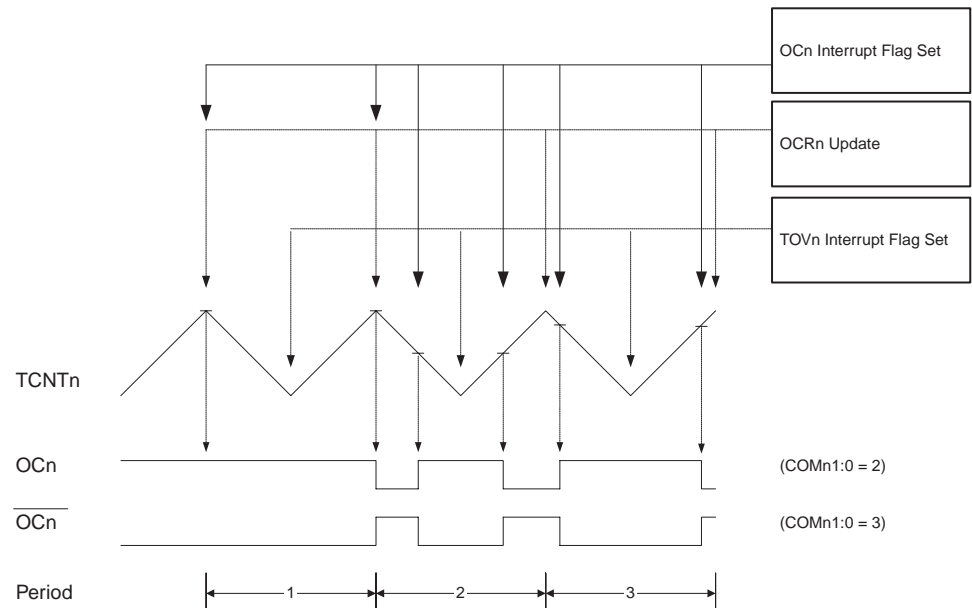 OCn Interrupt Flag Set
OCRn Update
TOVn Interrupt Flag Set
TCNTn
OCn
(COMn1:0 = 2)
OCn
(COMn1:0 = 3)
Period
1
2
3